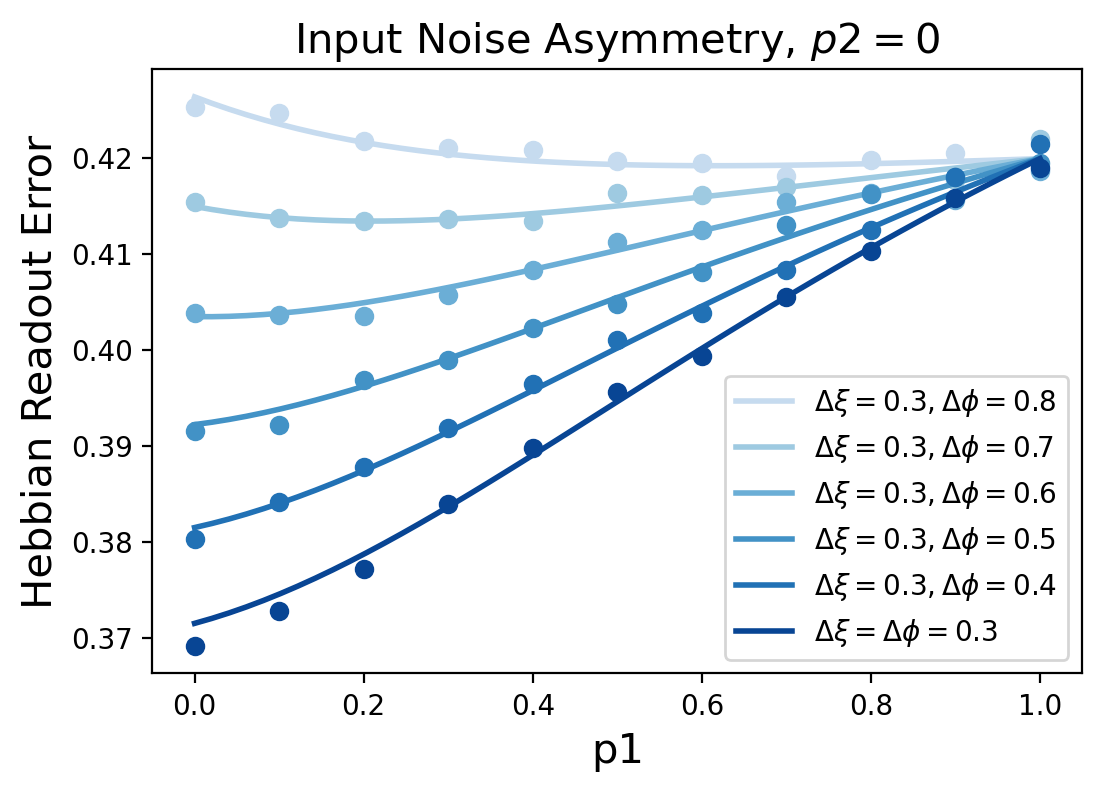 Input Noise Asymmetry, p2 = 0
Hebbian Readout Error
0.42
0.41
0.40
0.39
0.38
0.37
Δξ = 0.3, Δϕ = 0.8
Δξ = 0.3, Δϕ = 0.7
Δξ = 0.3, Δϕ = 0.6
Δξ = 0.3, Δϕ = 0.5
Δξ = 0.3, Δϕ = 0.4
Δξ = Δϕ = 0.3
0.0 0.2 0.4 0.6 0.8 1.0
p1